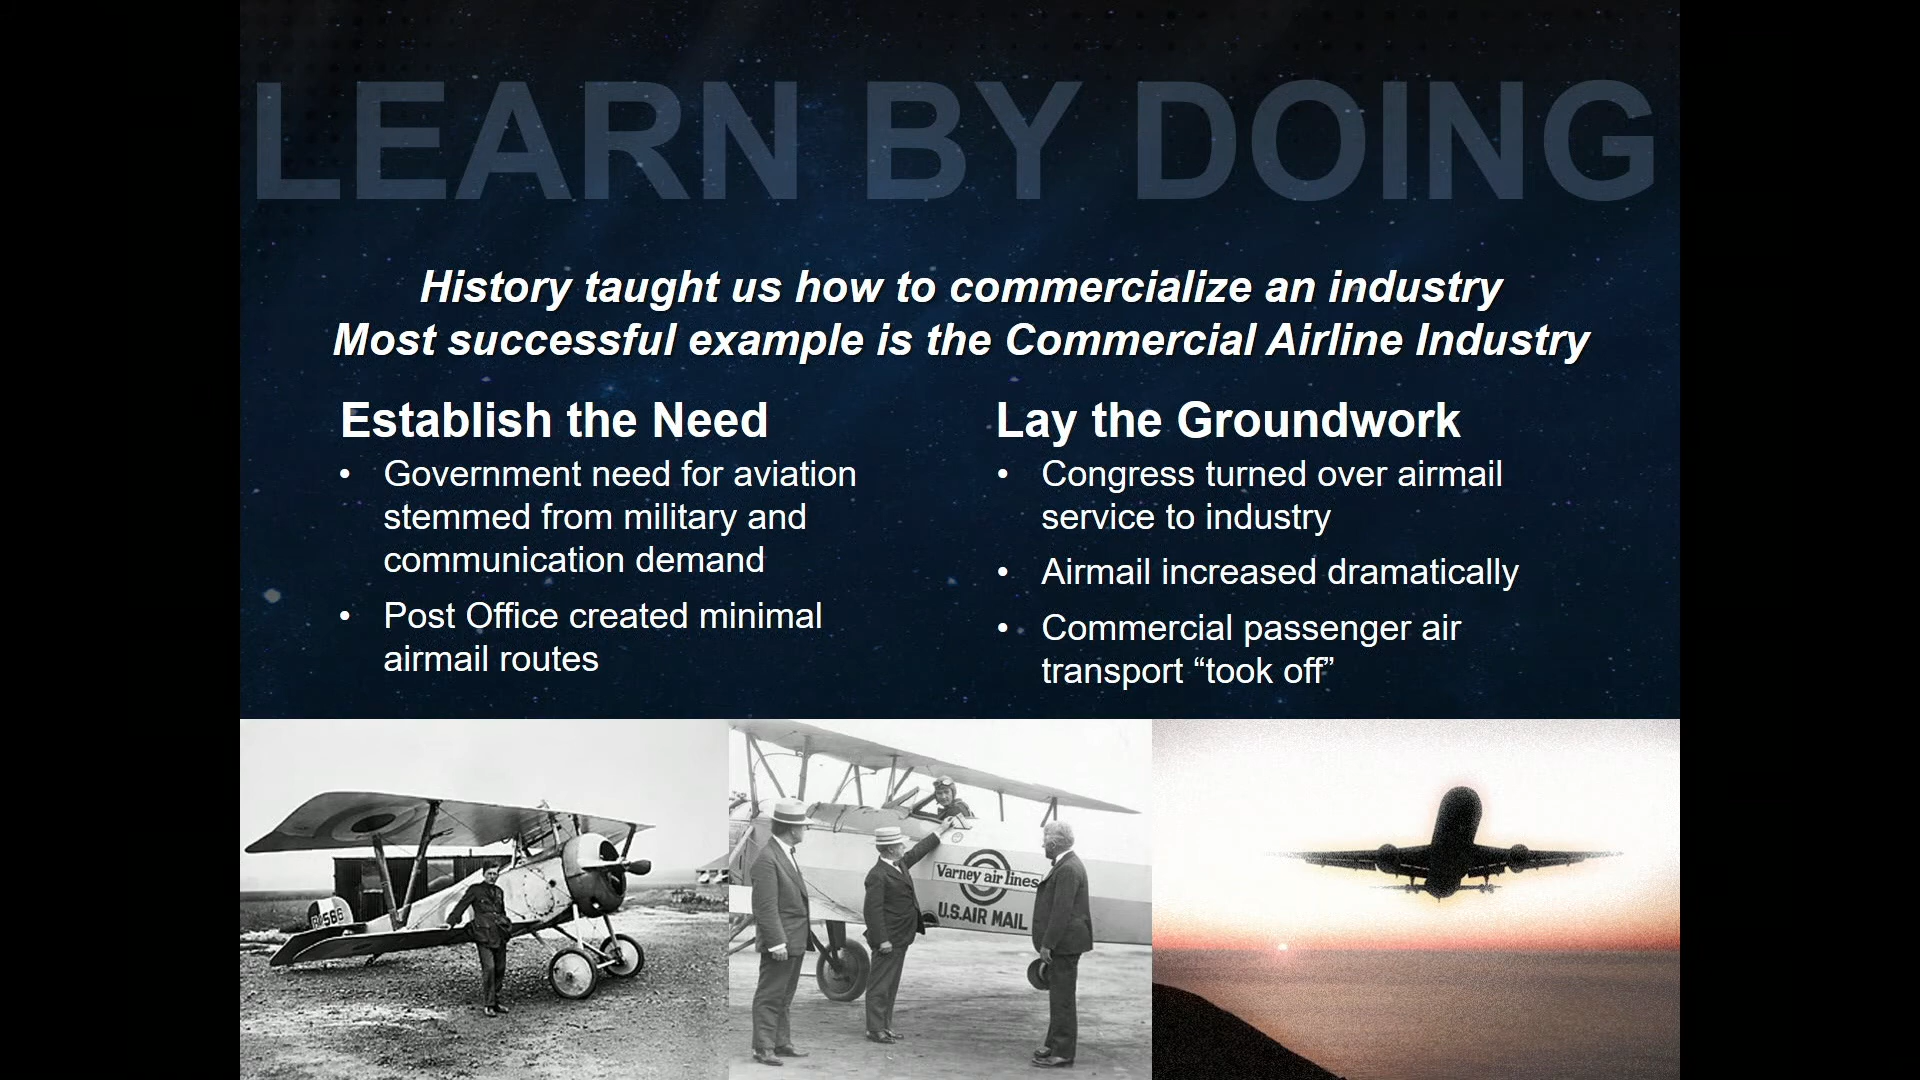 LEARN BY DOING
History taught us how to commercialize an industry
Most successful example is the Commercial Airline Industry
Establish the Need
• Government need for aviation
stemmed from military and
communication demand
• Post Office created minimal
airmail routes
Lay the Groundwork
• Congress turned over airmail
service to industry
• Airmail increased dramatically
• Commercial passenger air
transport “took off”
Varney air lines
U.S. AIR MAIL